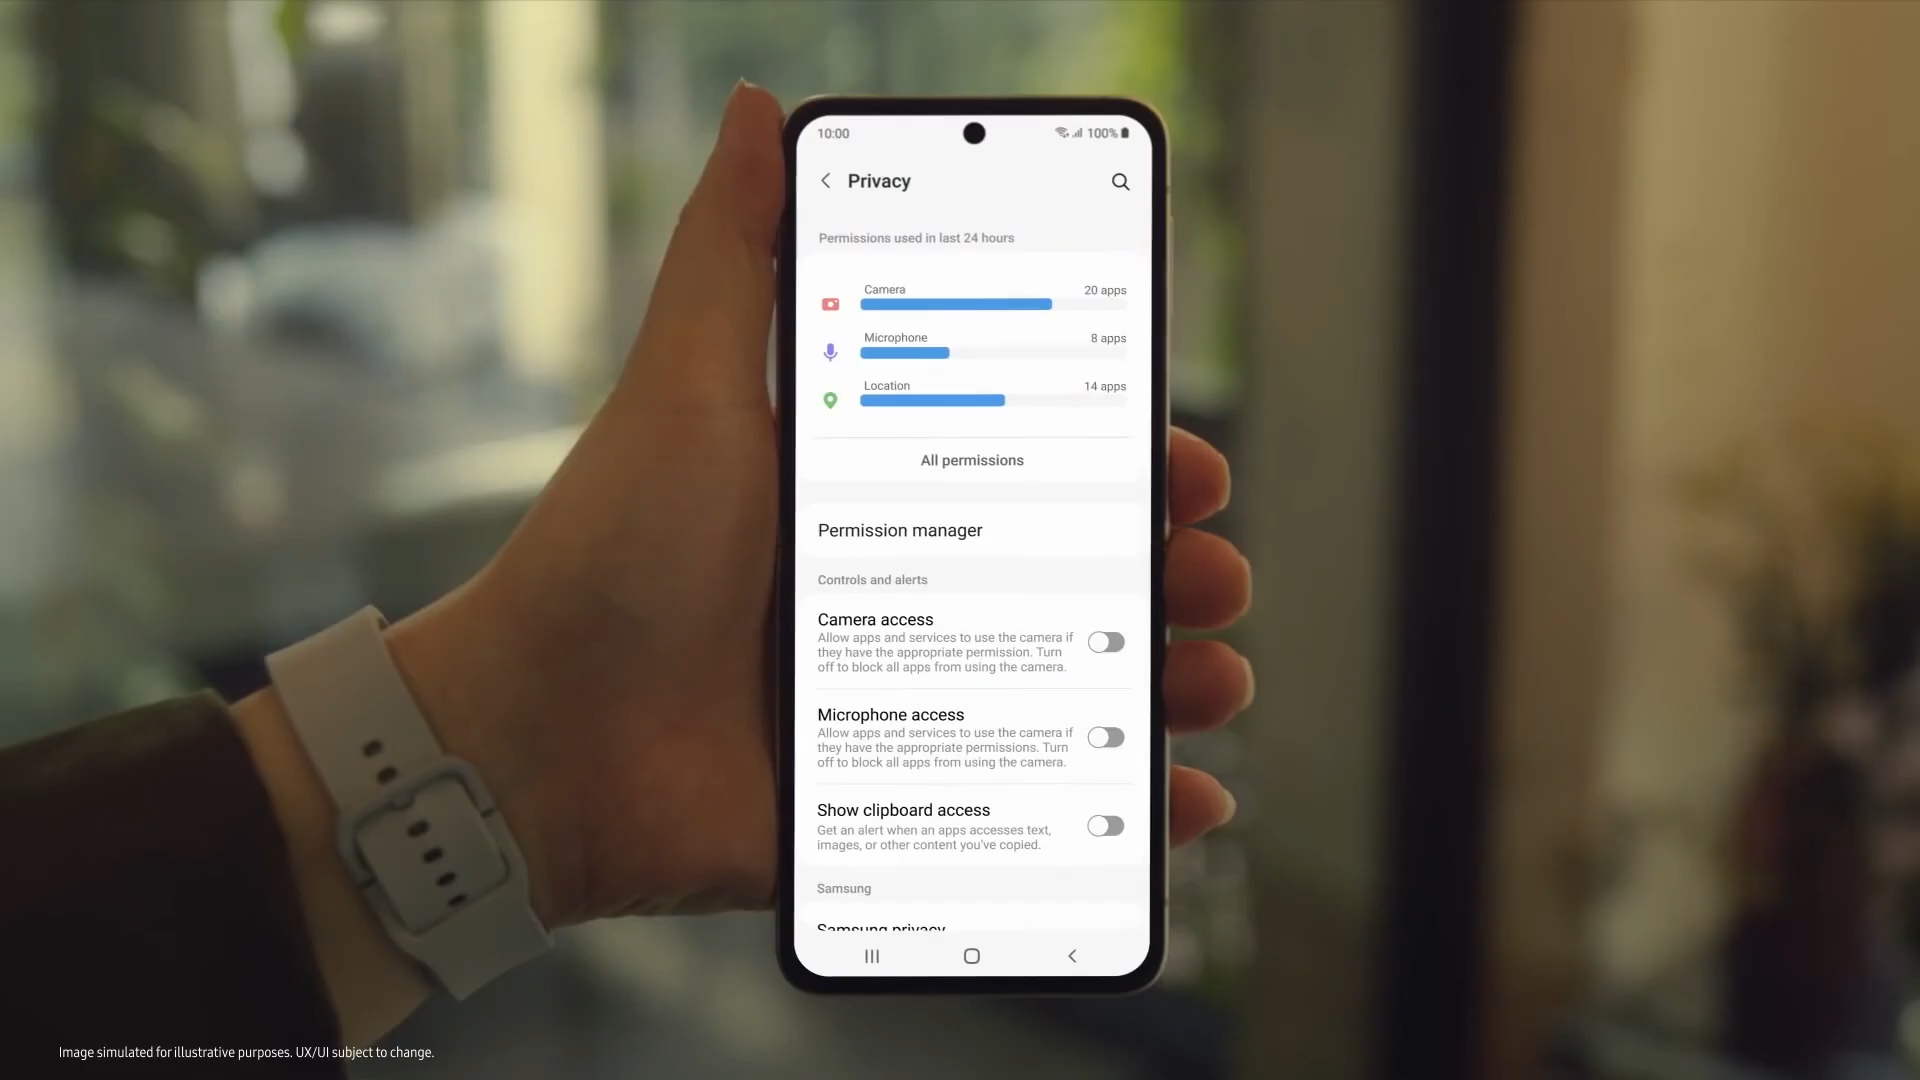 10:00
100%
Privacy
Permissions used in last 24 hours
Camera
20 apps
Microphone
8 apps
Location
14 apps
All permissions
Permission manager
Controls and alerts
Camera access
Allow apps and services to use the camera if
they have the appropriate permission. Turn
off to block all apps from using the camera.
Microphone access
Allow apps and services to use the camera if
they have the appropriate permissions. Turn
off to block all apps from using the camera.
Show clipboard access
Get an alert when an apps accesses text,
images, or other content you've copied.
Samsung
Samsung privacy
Image simulated for illustrative purposes. UX/UI subject to change.